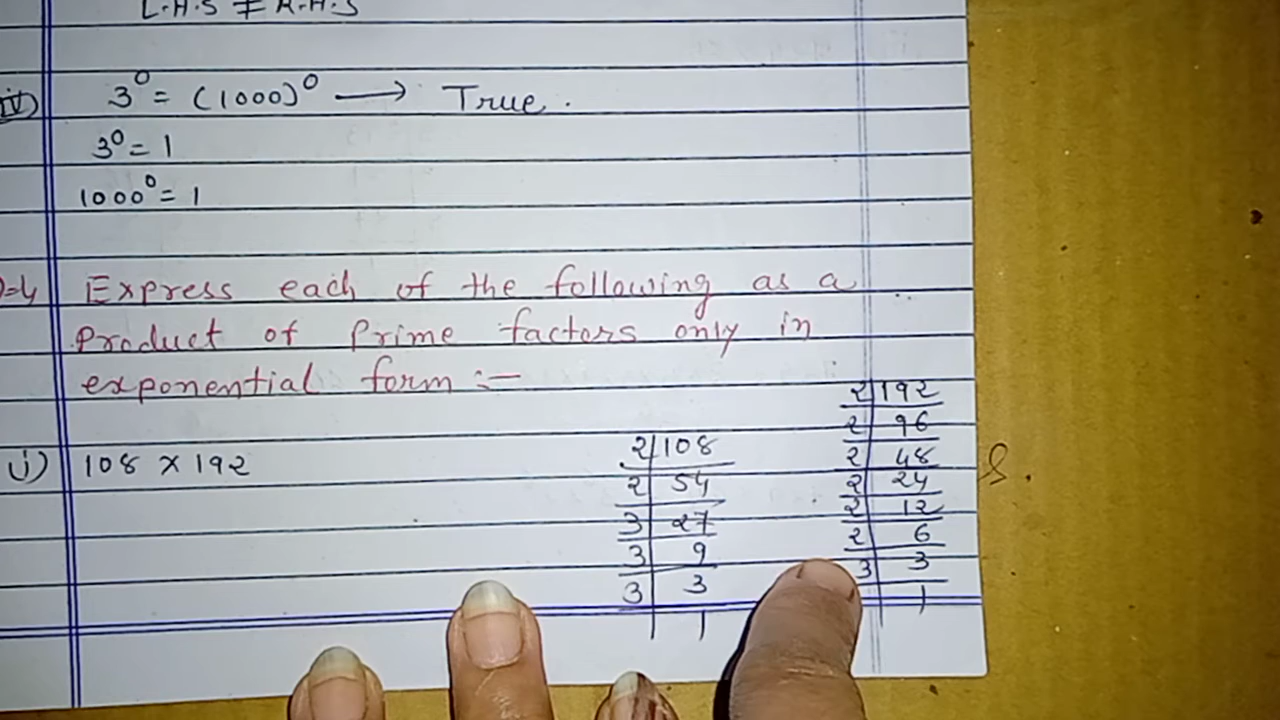 L.H.S ≠ R.H.S
iv) 3⁰ = (1000)⁰ → True.
3⁰ = 1
1000⁰ = 1
Express each of the following as a
Product of Prime factors only in
exponential form :-
i) 108 × 192
2 | 108
2 | 54
3 | 27
3 | 9
3 | 3
1
2 | 192
2 | 96
2 | 48
2 | 24
2 | 12
2 | 6
3 | 3
1